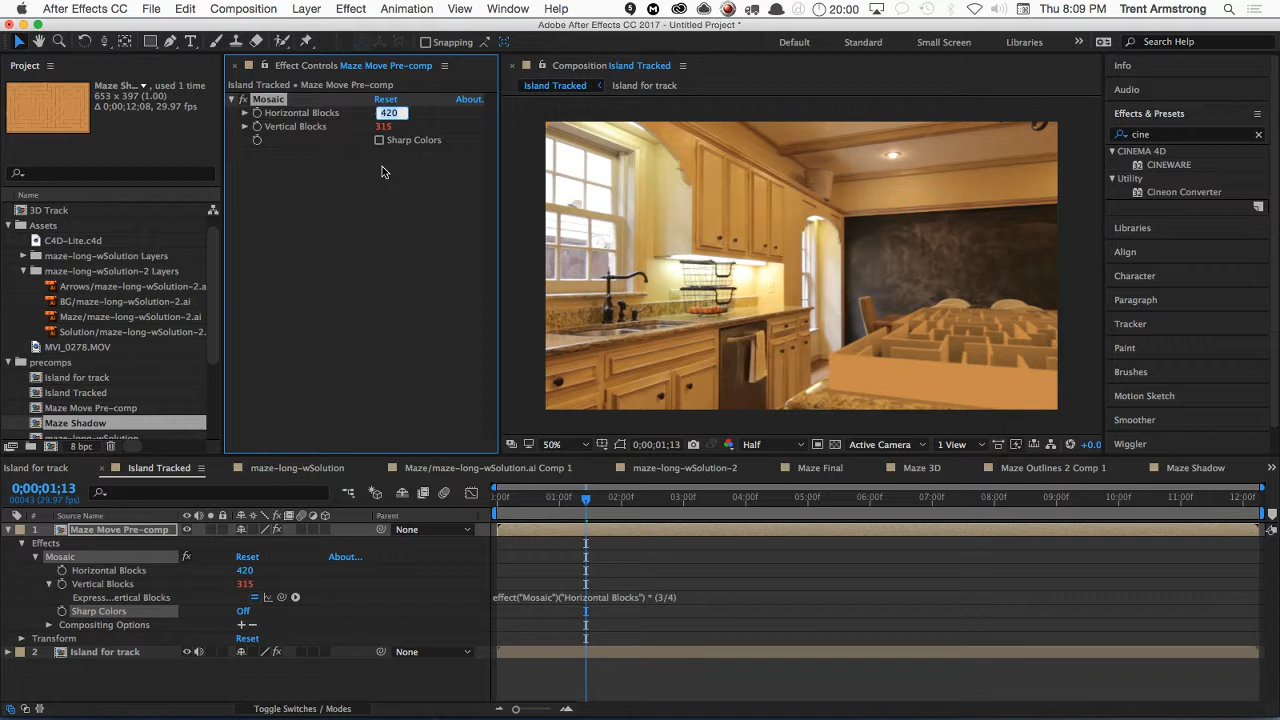 After Effects CC File Edit Composition Layer Effect Animation View Window Help 5 20:00 Thu 8:09 PM Trent Armstrong
Adobe After Effects CC 2017 - Untitled Project *
Snapping Default Standard Small Screen Libraries Search Help
Project
Maze Sh... , used 1 time
653 x 397 (1.00)
Δ 0;00;12;08, 29.97 fps
Name
3D Track
Assets
C4D-Lite.c4d
maze-long-wSolution Layers
maze-long-wSolution-2 Layers
Arrows/maze-long-wSolution-2.a
BG/maze-long-wSolution-2.ai
Maze/maze-long-wSolution-2.ai
Solution/maze-long-wSolution-2.
MVI_0278.MOV
precomps
Island for track
Island Tracked
Maze Move Pre-comp
Maze Shadow
maze-long-wSolution
8 bpc
Effect Controls Maze Move Pre-comp
Island Tracked • Maze Move Pre-comp
fx Mosaic Reset About.
Horizontal Blocks 420
Vertical Blocks 315
Sharp Colors
Composition Island Tracked
Island Tracked Island for track
50% 0;00;01;13 Half Active Camera 1 View +0.0
Info
Audio
Effects & Presets
cine
CINEMA 4D
32 CINEWARE
Utility
32 Cineon Converter
Libraries
Align
Character
Paragraph
Tracker
Paint
Brushes
Motion Sketch
Smoother
Wiggler
Island for track Island Tracked maze-long-wSolution Maze/maze-long-wSolution.ai Comp 1 maze-long-wSolution-2 Maze Final Maze 3D Maze Outlines 2 Comp 1 Maze Shadow
0;00;01;13
00043 (29.97 fps)
:00f 01:00f 02:00f 03:00f 04:00f 05:00f 06:00f 07:00f 08:00f 09:00f 10:00f 11:00f 12:00f
# Source Name fx Parent
1 Maze Move Pre-comp fx None
Effects
Mosaic fx Reset About...
Horizontal Blocks 420
Vertical Blocks 315
Express...ertical Blocks effect("Mosaic")("Horizontal Blocks") * (3/4)
Sharp Colors Off
Compositing Options + –
Transform Reset
2 Island for track fx None
Toggle Switches / Modes